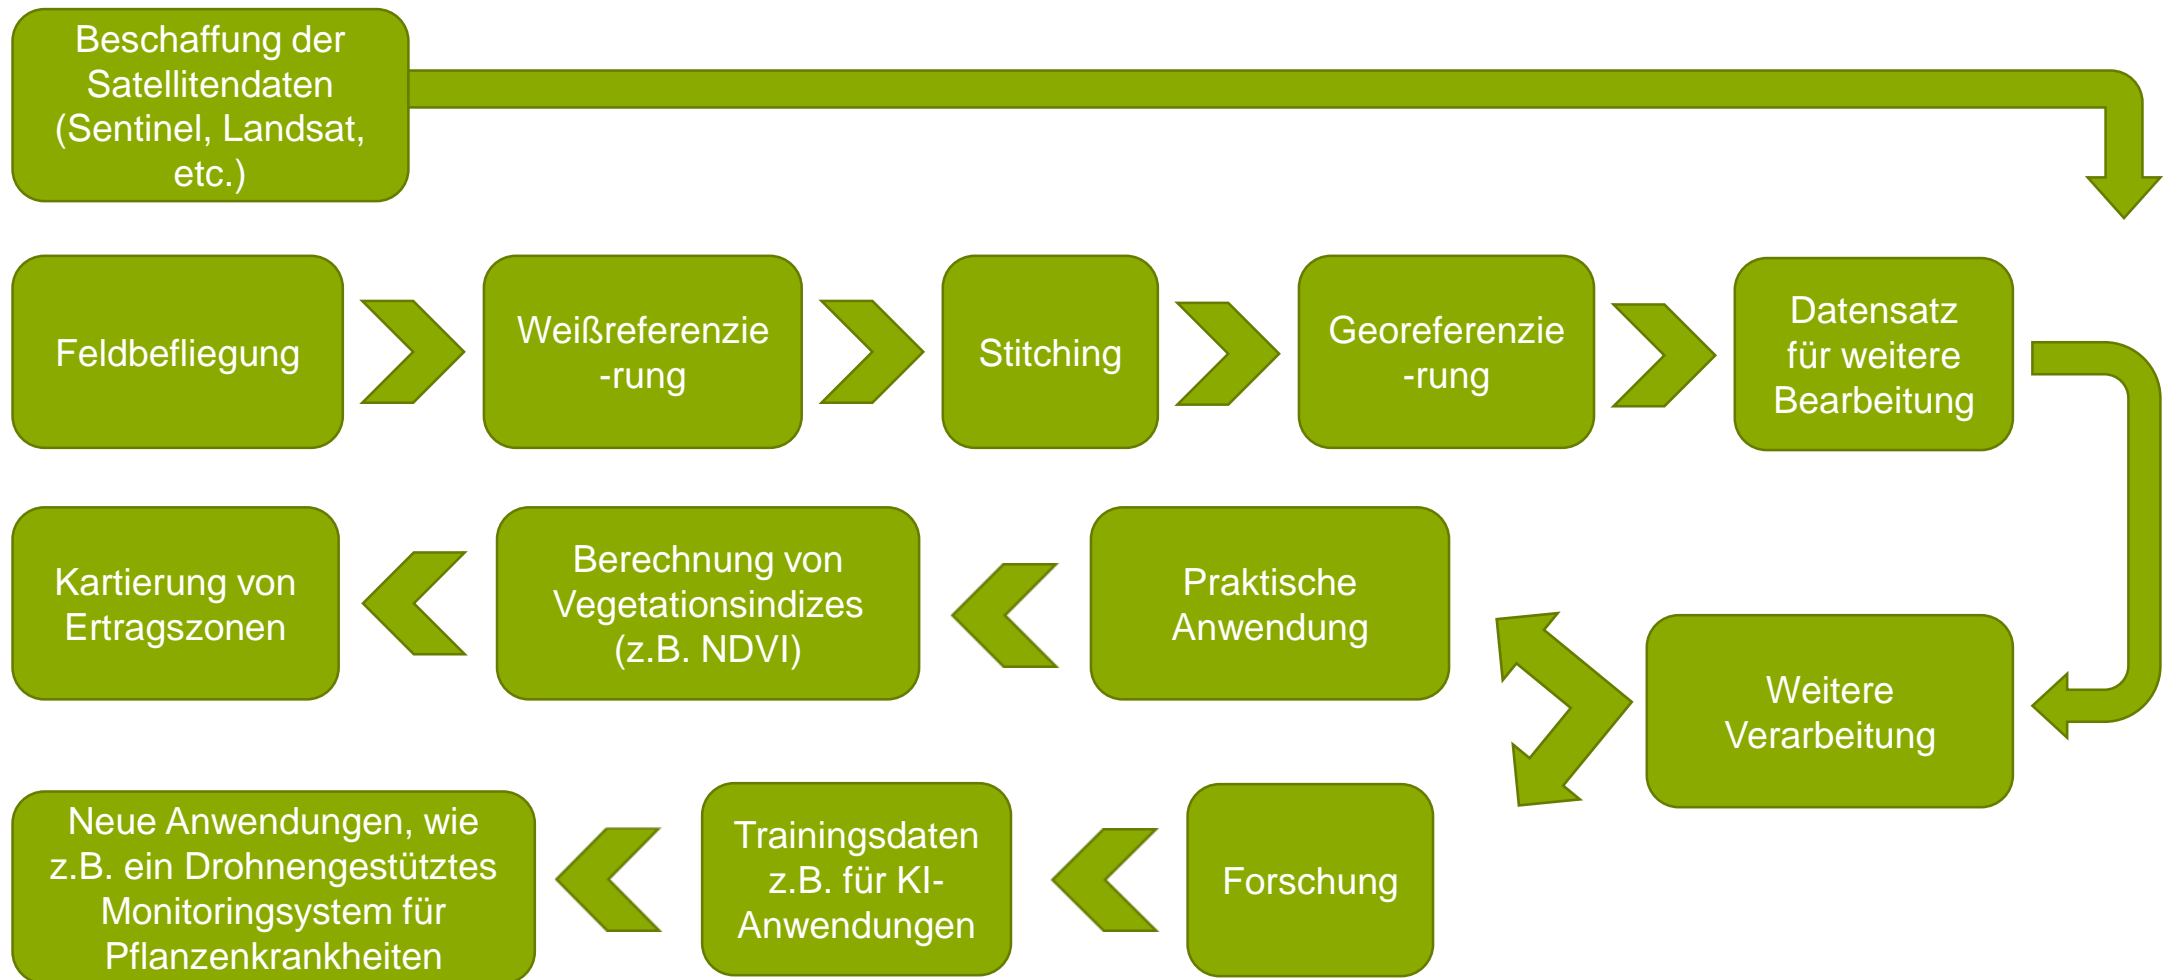 Beschaffung der
Satellitendaten
(Sentinel, Landsat,
etc.)
Feldbefliegung
Weißreferenzie
-rung
Stitching
Georeferenzie
-rung
Datensatz
für weitere
Bearbeitung
Kartierung von
Ertragszonen
Berechnung von
Vegetationsindizes
(z.B. NDVI)
Praktische
Anwendung
Weitere
Verarbeitung
Neue Anwendungen, wie
z.B. ein Drohnengestütztes
Monitoringsystem für
Pflanzenkrankheiten
Trainingsdaten
z.B. für KI-
Anwendungen
Forschung